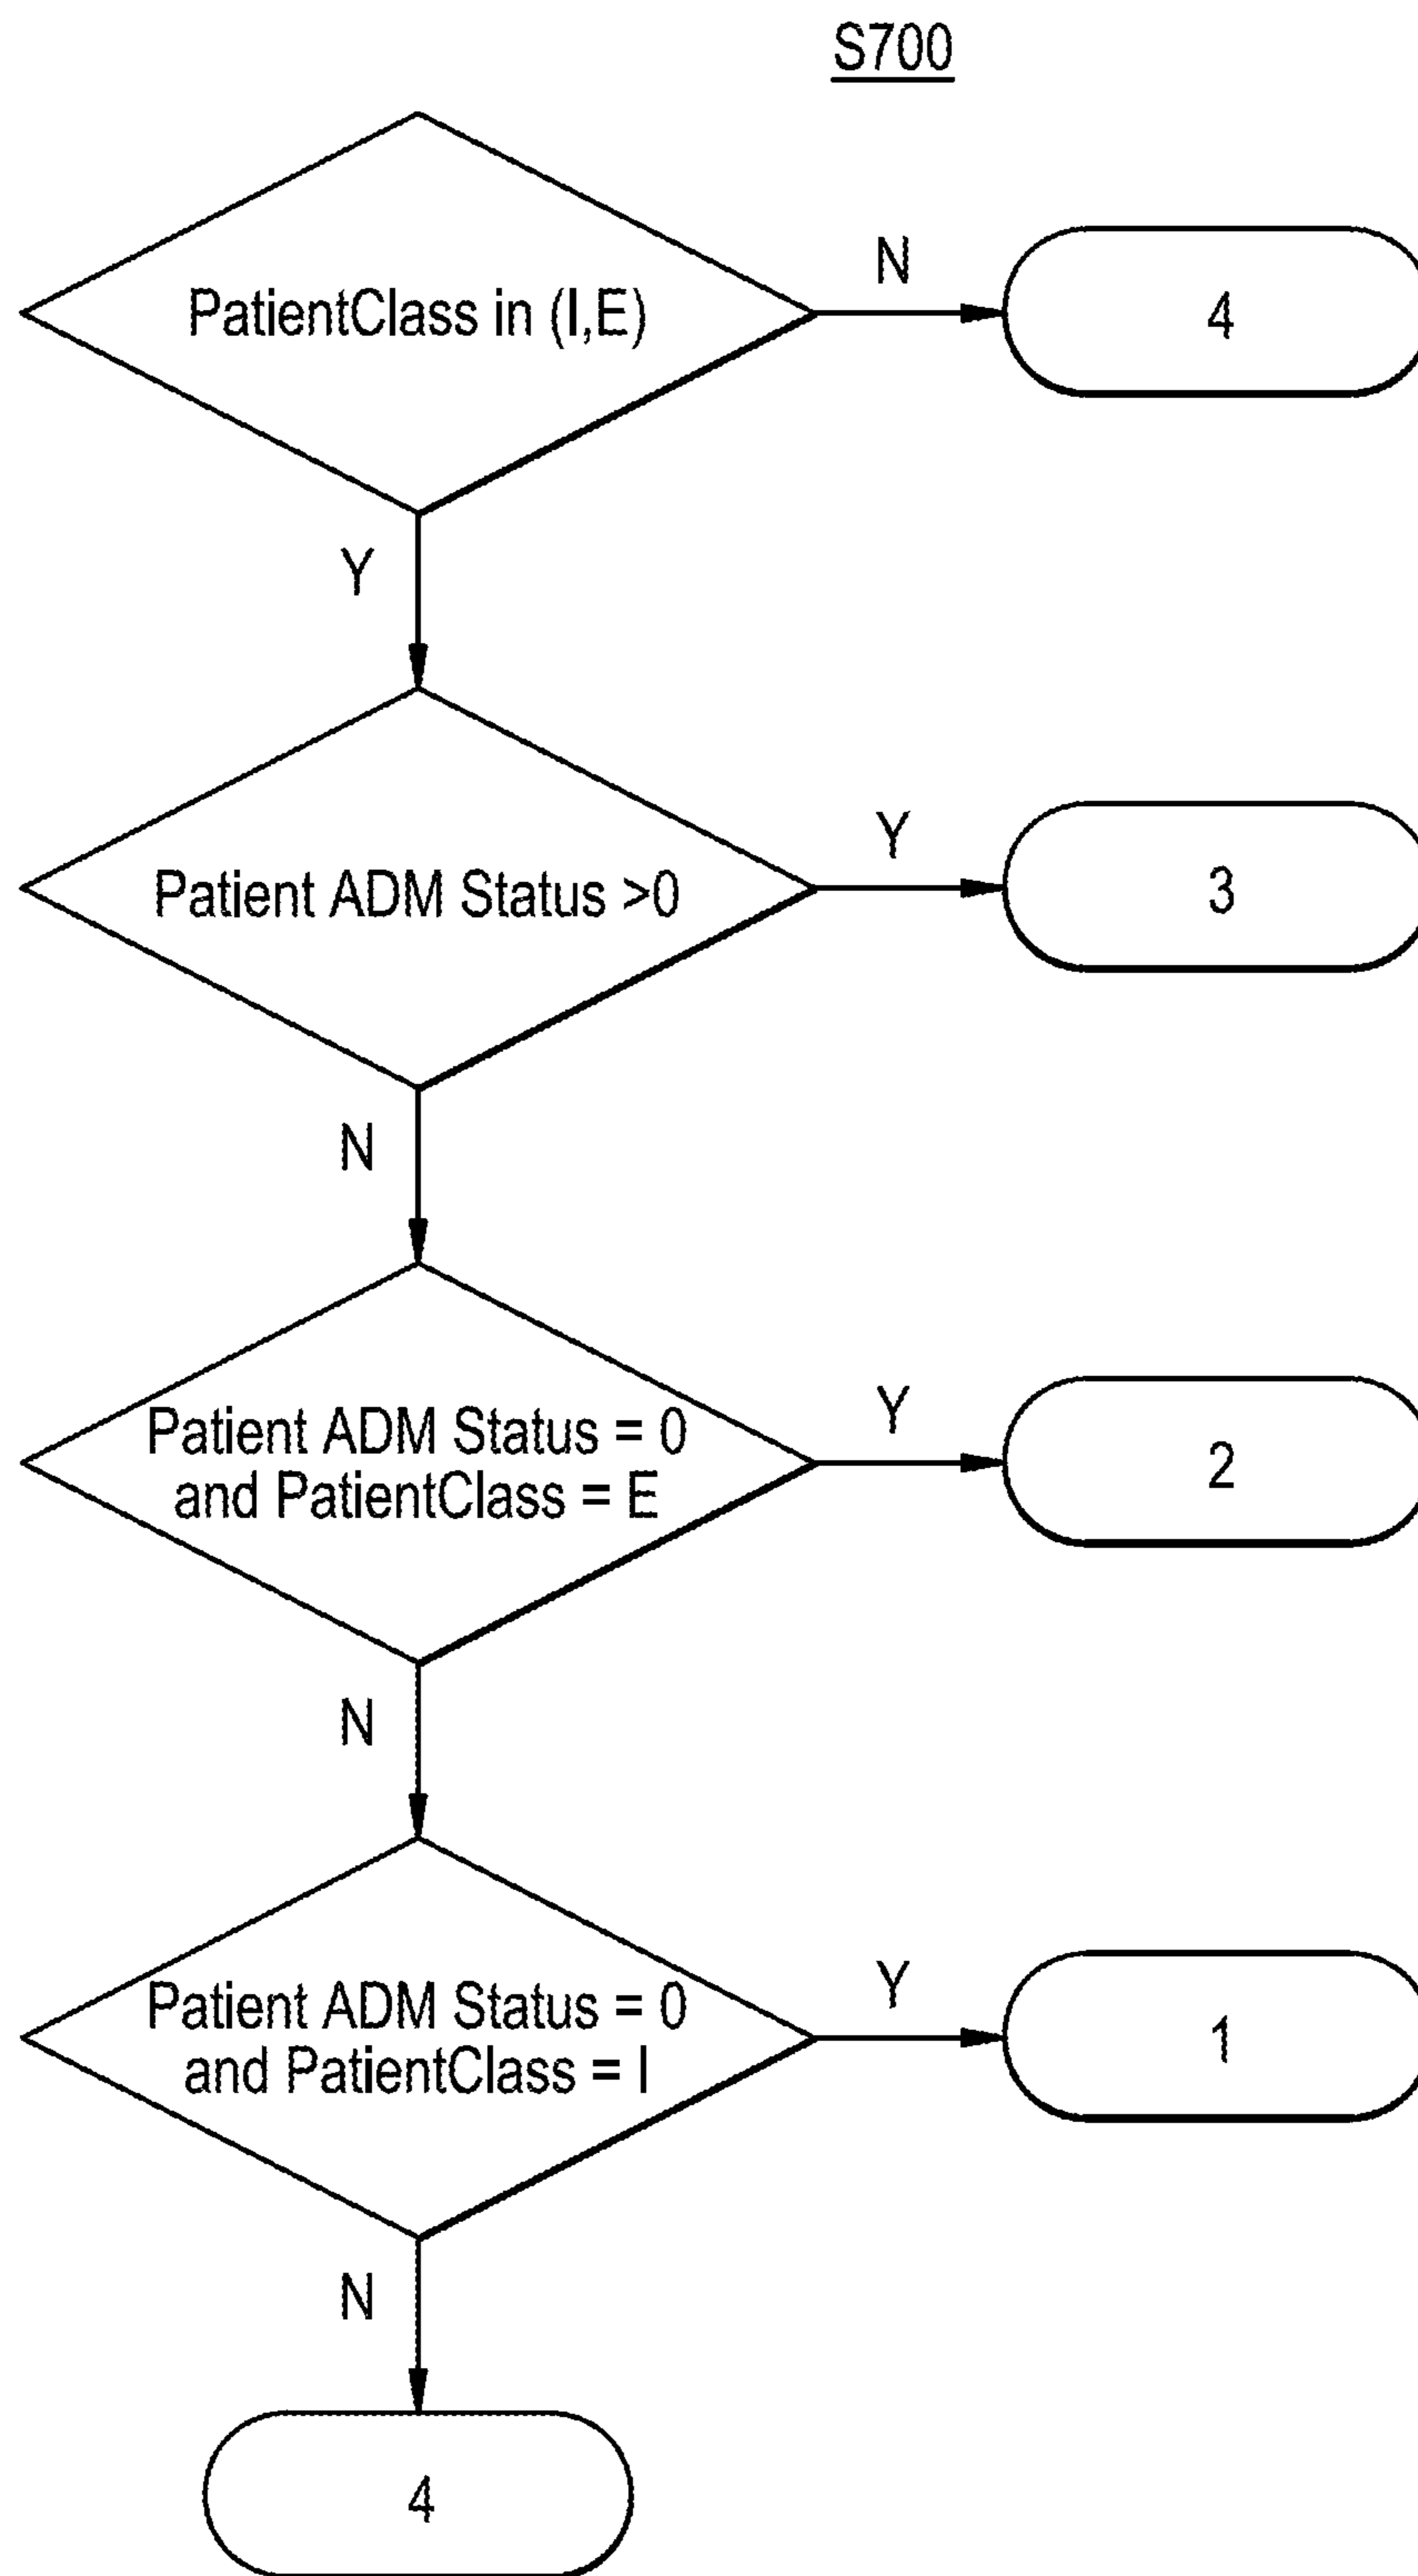 S700
PatientClass in (I,E)
N
4
Y
Patient ADM Status >0
Y
3
N
Patient ADM Status = 0
and PatientClass = E
Y
2
N
Patient ADM Status = 0
and PatientClass = I
Y
1
N
4